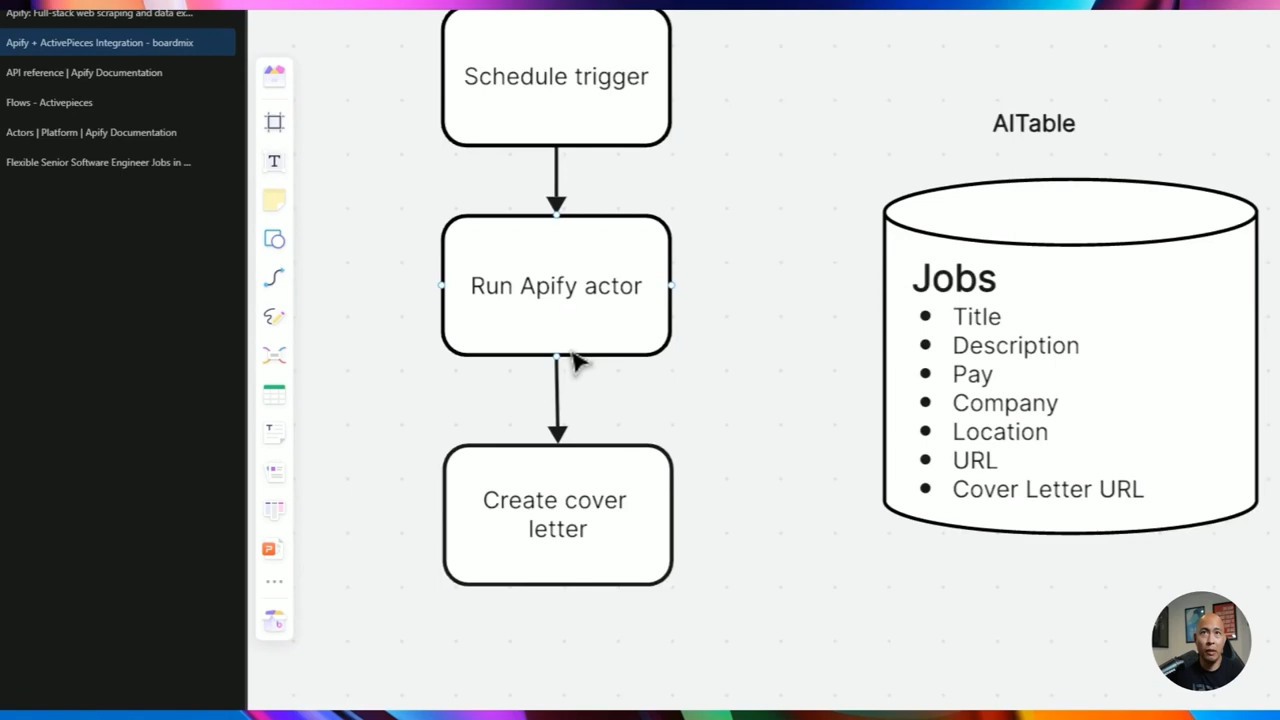 Apify: Full-stack web scraping and data ex...
Apify + ActivePieces Integration - boardmix
API reference | Apify Documentation
Flows - Activepieces
Actors | Platform | Apify Documentation
Flexible Senior Software Engineer Jobs in ...
Schedule trigger
Run Apify actor
Create cover
letter
AITable
Jobs
• Title
• Description
• Pay
• Company
• Location
• URL
• Cover Letter URL